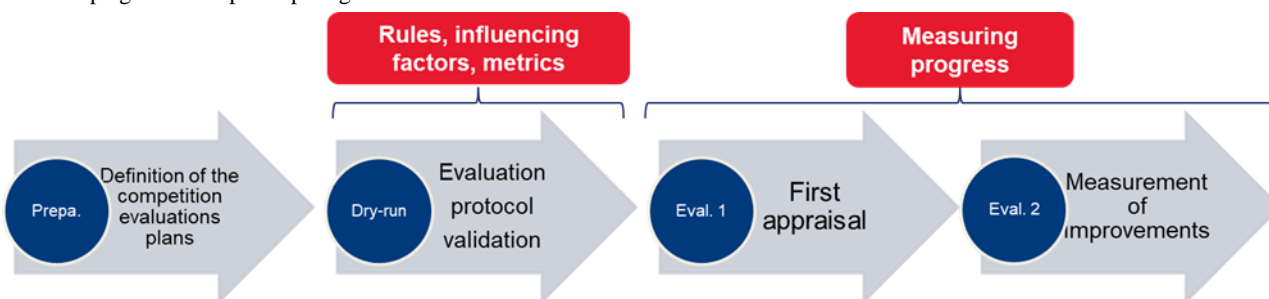 Rules, influencing
factors, metrics
Measuring
progress
Prepa.
Definition of the
competition
evaluations
plans
Dry-run
Evaluation
protocol
validation
Eval. 1
First
appraisal
Eval. 2
Measurement
of
improvements